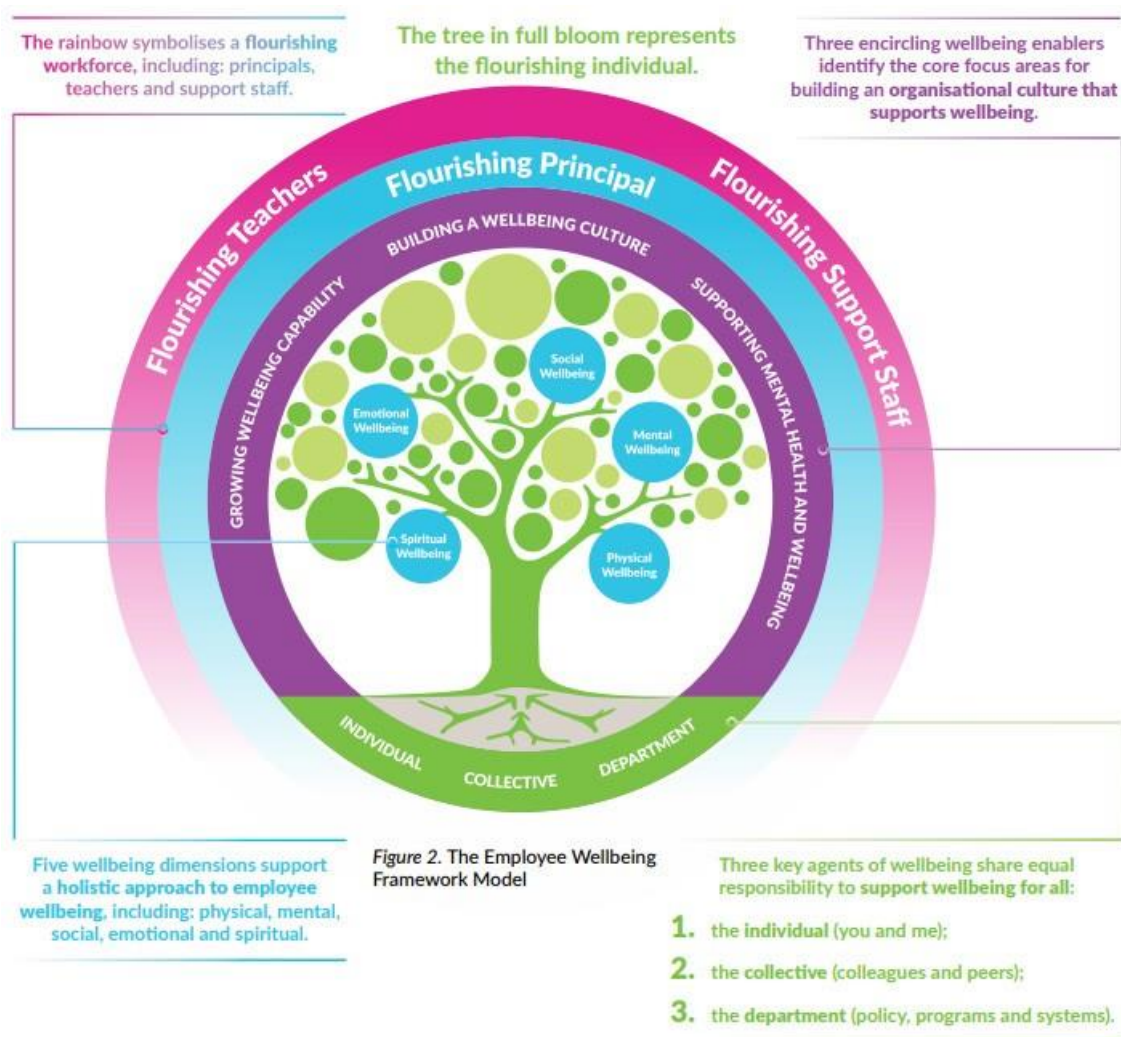 The rainbow symbolises a flourishing
workforce, including: principals,
teachers and support staff.
The tree in full bloom represents
the flourishing individual.
Three encircling wellbeing enablers
identify the core focus areas for
building an organisational culture that
supports wellbeing.
Flourishing Teachers
Flourishing Principal
Flourishing Support Staff
GROWING WELLBEING CAPABILITY
BUILDING A WELLBEING CULTURE
SUPPORTING MENTAL HEALTH AND WELLBEING
Social
Wellbeing
Emotional
Wellbeing
Mental
Wellbeing
Spiritual
Wellbeing
Physical
Wellbeing
INDIVIDUAL
COLLECTIVE
DEPARTMENT
Five wellbeing dimensions support
a holistic approach to employee
wellbeing, including: physical, mental,
social, emotional and spiritual.
Figure 2. The Employee Wellbeing
Framework Model
Three key agents of wellbeing share equal
responsibility to support wellbeing for all:
1. the individual (you and me);
2. the collective (colleagues and peers);
3. the department (policy, programs and systems).